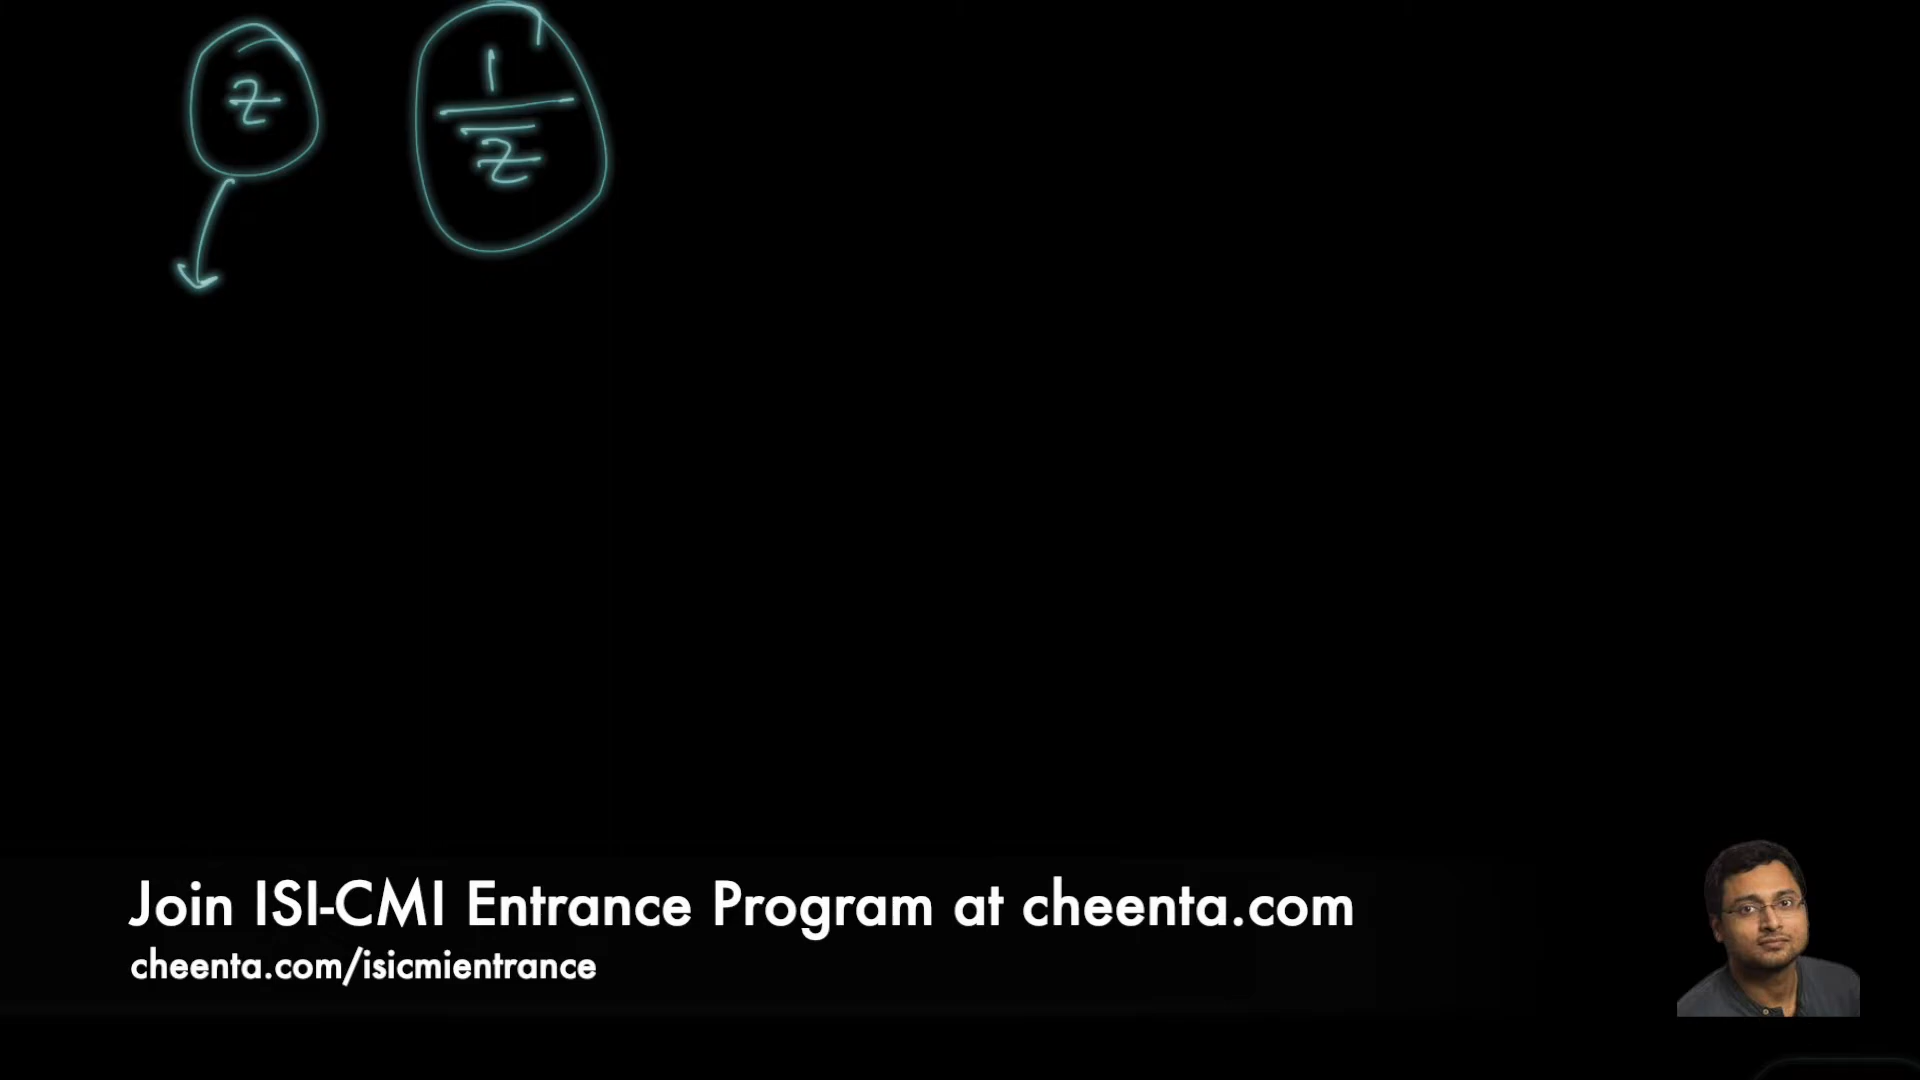 z
1
z̅
Join ISI-CMI Entrance Program at cheenta.com
cheenta.com/isicmientrance